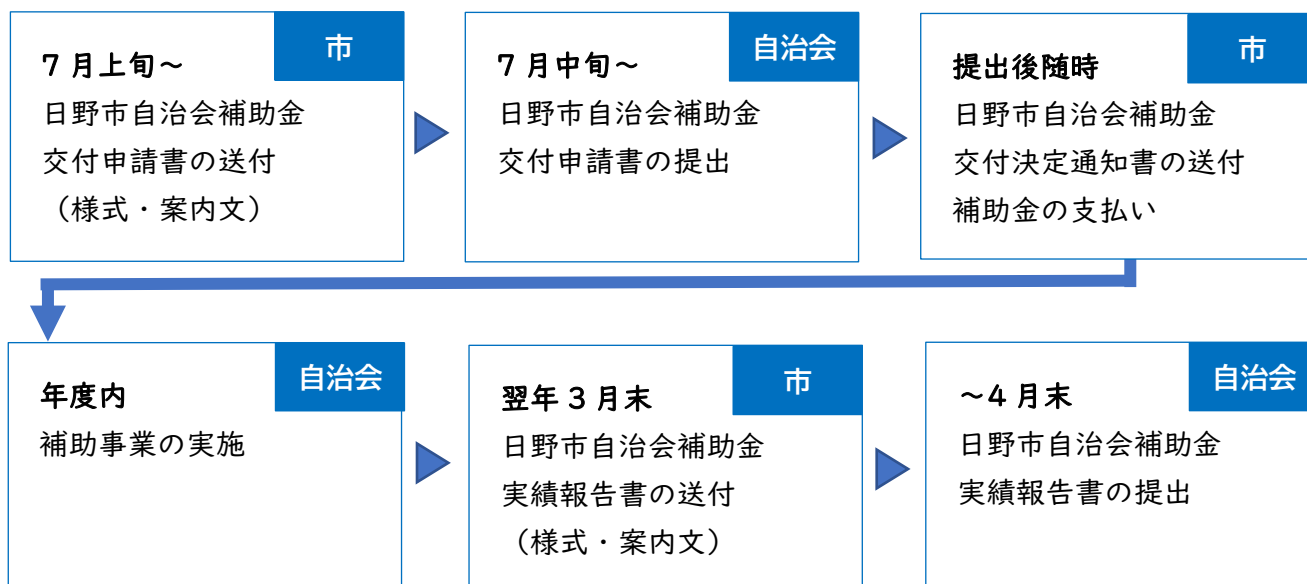 市
7月上旬~
日野市自治会補助金
交付申請書の送付
(様式・案内文)
自治会
7月中旬~
日野市自治会補助金
交付申請書の提出
市
提出後随時
日野市自治会補助金
交付決定通知書の送付
補助金の支払い
自治会
年度内
補助事業の実施
市
翌年3月末
日野市自治会補助金
実績報告書の送付
(様式・案内文)
自治会
~4月末
日野市自治会補助金
実績報告書の提出